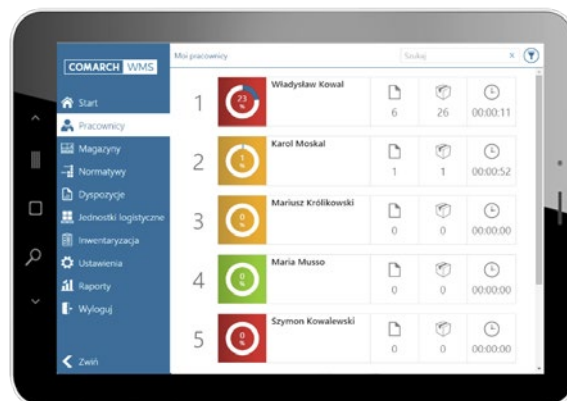 COMARCH WMS
Moi pracownicy
Szukaj
Start
Pracownicy
Magazyny
Normatywy
Dyspozycje
Jednostki logistyczne
Inwentaryzacja
Ustawienia
Raporty
Wyloguj
Zwiń
1
23 %
Władysław Kowal
6
26
00:00:11
2
1 %
Karol Moskal
1
1
00:00:52
3
0 %
Mariusz Królikowski
0
0
00:00:00
4
0 %
Maria Musso
0
0
00:00:00
5
0 %
Szymon Kowalewski
0
0
00:00:00